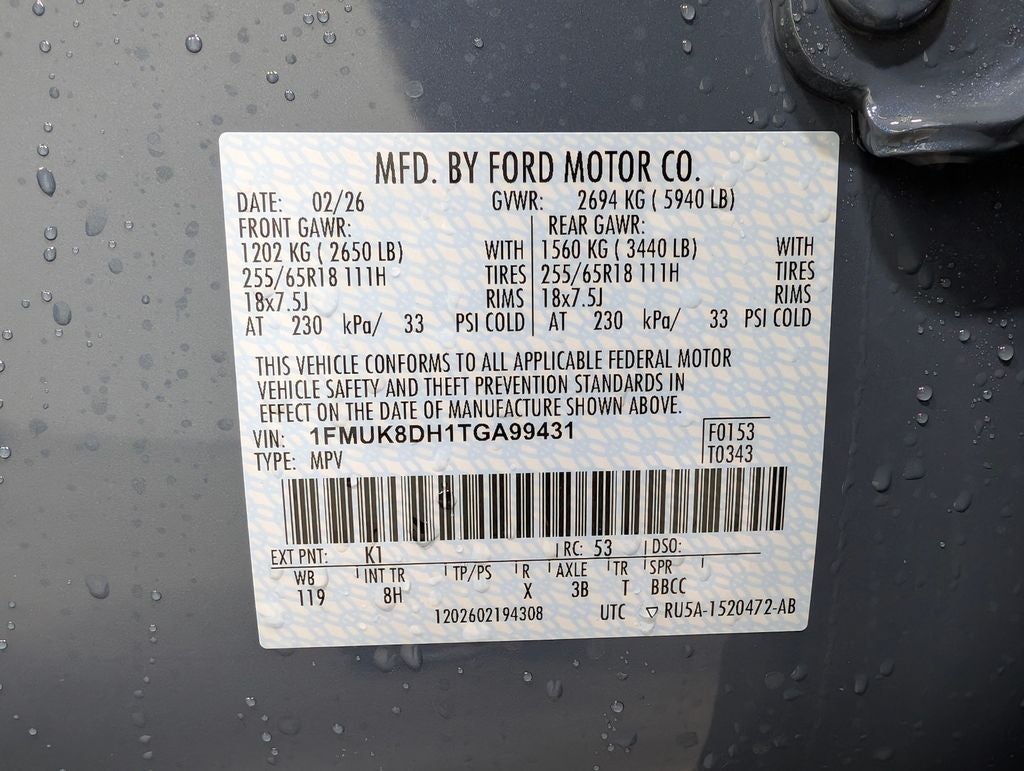 MFD. BY FORD MOTOR CO.
DATE: 02/26 GVWR: 2694 KG ( 5940 LB)
FRONT GAWR: REAR GAWR:
1202 KG ( 2650 LB) WITH 1560 KG ( 3440 LB) WITH
255/65R18 111H TIRES 255/65R18 111H TIRES
18x7.5J RIMS 18x7.5J RIMS
AT 230 kPa/ 33 PSI COLD AT 230 kPa/ 33 PSI COLD
THIS VEHICLE CONFORMS TO ALL APPLICABLE FEDERAL MOTOR
VEHICLE SAFETY AND THEFT PREVENTION STANDARDS IN
EFFECT ON THE DATE OF MANUFACTURE SHOWN ABOVE.
VIN: 1FMUK8DH1TGA99431 F0153
TYPE: MPV T0343
EXT PNT: K1 RC: 53 DSO:
WB INT TR TP/PS R AXLE TR SPR
119 8H X 3B T BBCC
1202602194308 UTC ▽ RU5A-1520472-AB